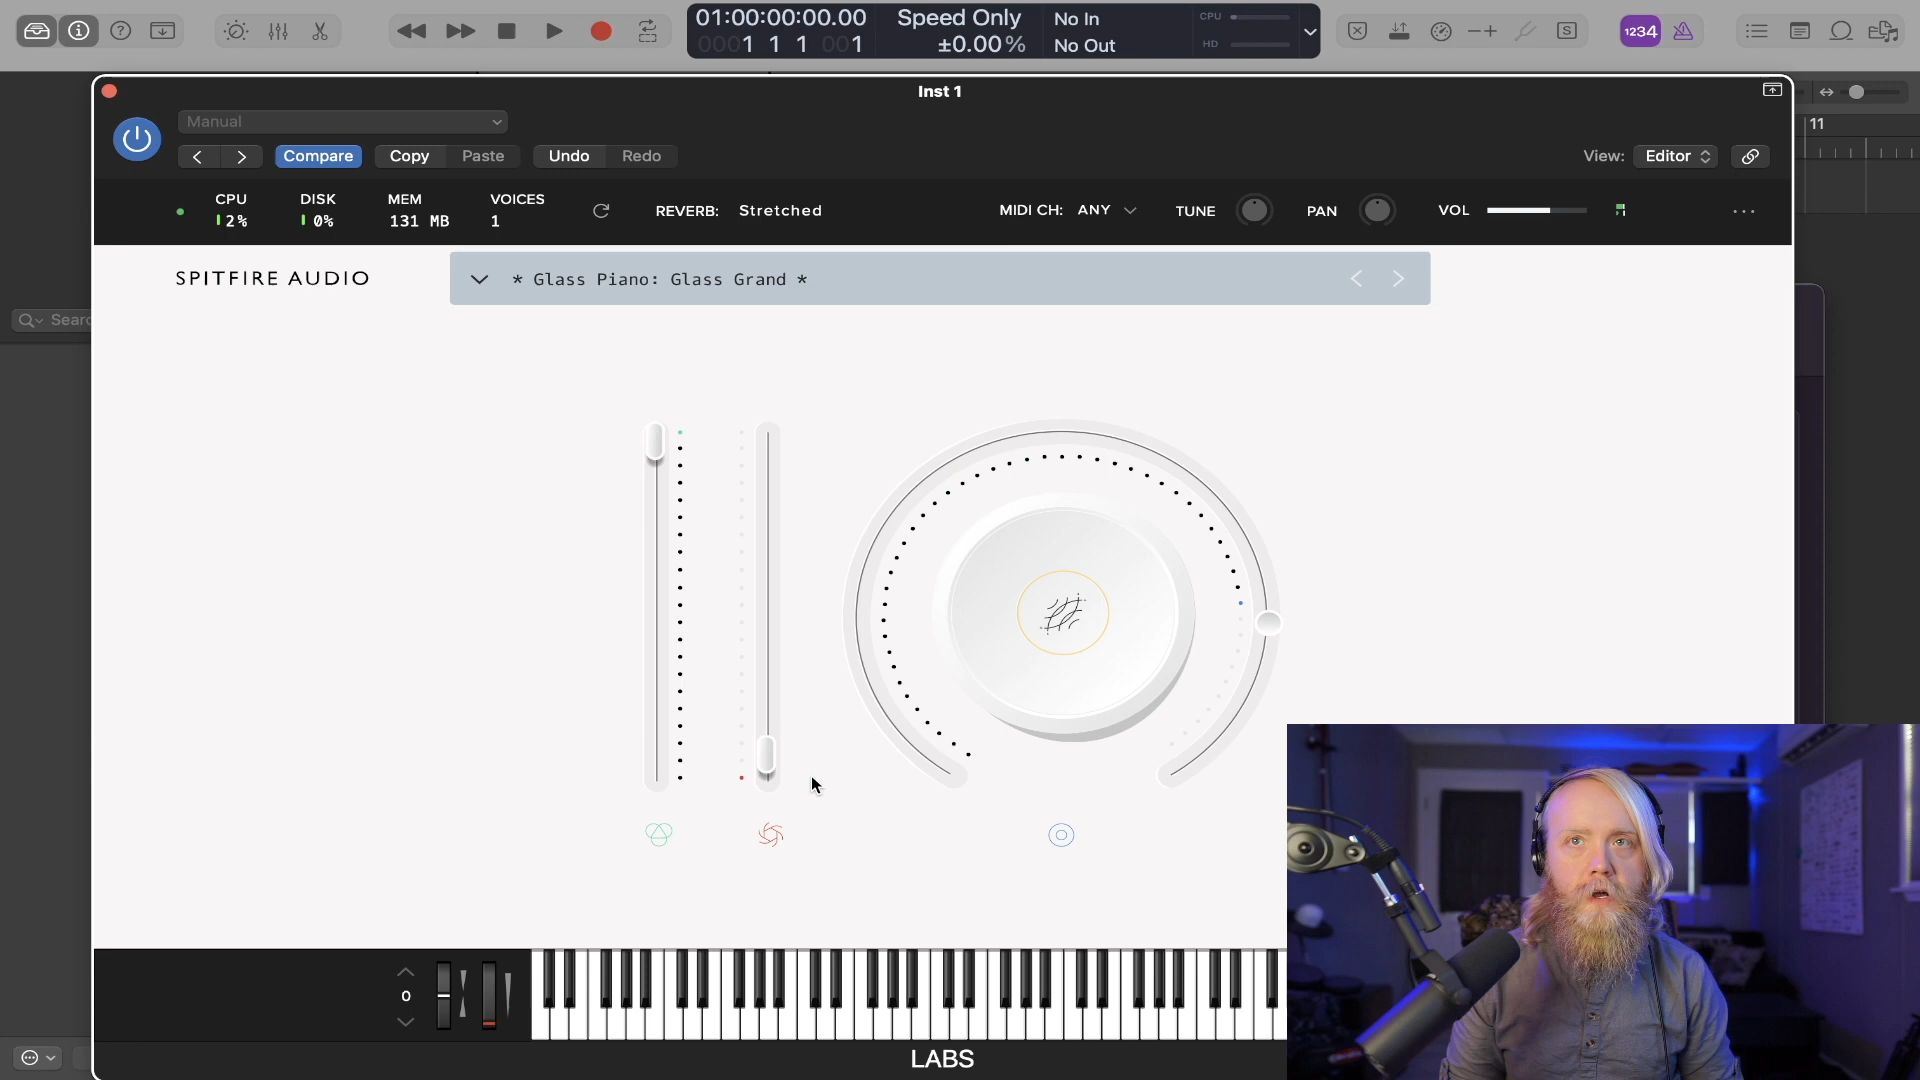 01:00:00:00.00 Speed Only No In CPU
0001 1 1 001 ±0.00% No Out HD
1234
Inst 1
11
Manual
Compare Copy Paste Undo Redo View: Editor
CPU DISK MEM VOICES
2% 0% 131 MB 1
REVERB: Stretched MIDI CH: ANY TUNE PAN VOL
SPITFIRE AUDIO
* Glass Piano: Glass Grand *
Searc
0
LABS
S